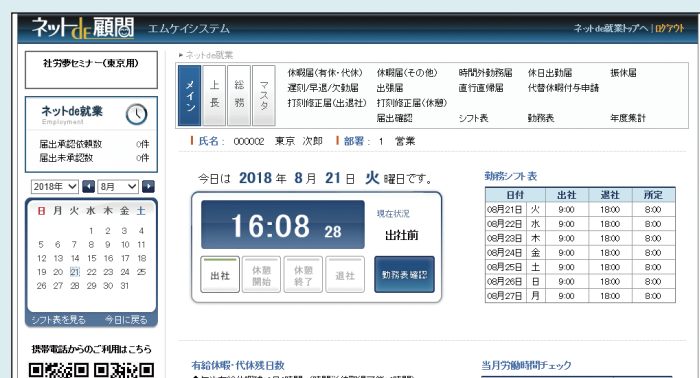 ネットde顧問 エムケイシステム
ネットde就業トップへ | ログアウト
社労夢セミナー(東京用)
ネットde就業
Employment
届出承認依頼数 0件
届出未承認数 0件
2018年 8月
日 月 火 水 木 金 土
1 2 3 4
5 6 7 8 9 10 11
12 13 14 15 16 17 18
19 20 21 22 23 24 25
26 27 28 29 30 31
シフト表を見る 今日に戻る
携帯電話からのご利用はこちら
▸ネットde就業
メイン
上長
総務
マスタ
休暇届(有休・代休) 休暇届(その他) 時間外勤務届 休日出勤届 振休届
遅刻/早退/欠勤届 出張届 直行直帰届 代替休暇付与申請
打刻修正届(出退社) 打刻修正届(休憩)
届出確認 シフト表 勤務表 年度集計
氏名: 000002 東京 次郎 部署: 1 営業
今日は 2018 年 8 月 21 日 火 曜日です。
16:08 28
現在状況
出社前
出社
休憩開始
休憩終了
退社
勤務表確認
勤務シフト表
日付 出社 退社 所定
08月21日 火 9:00 18:00 8:00
08月22日 水 9:00 18:00 8:00
08月23日 木 9:00 18:00 8:00
08月24日 金 9:00 18:00 8:00
08月25日 土 9:00 18:00 8:00
08月26日 日 9:00 18:00 8:00
08月27日 月 9:00 18:00 8:00
有給休暇・代休残日数
当月労働時間チェック